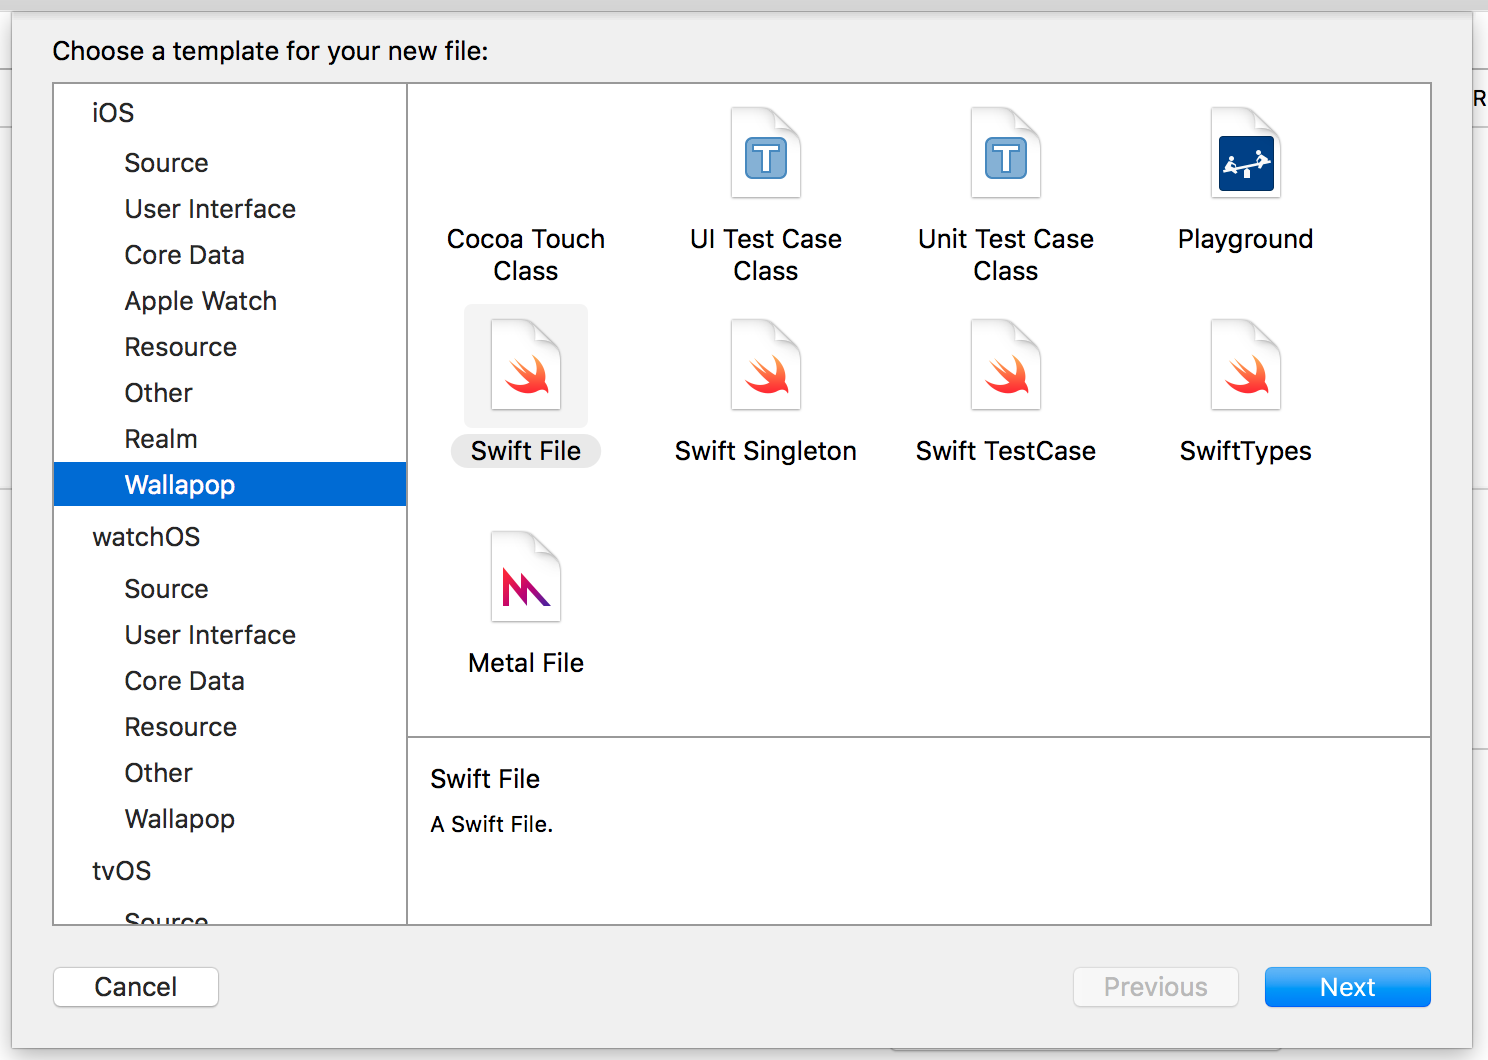 Choose a template for your new file:
iOS
Source
User Interface
Core Data
Apple Watch
Resource
Other
Realm
Wallapop
watchOS
Source
User Interface
Core Data
Resource
Other
Wallapop
tvOS
Source
Cocoa Touch
Class
T
UI Test Case
Class
T
Unit Test Case
Class
Playground
Swift File
Swift Singleton
Swift TestCase
SwiftTypes
Metal File
Swift File
A Swift File.
Cancel
Previous
Next
R